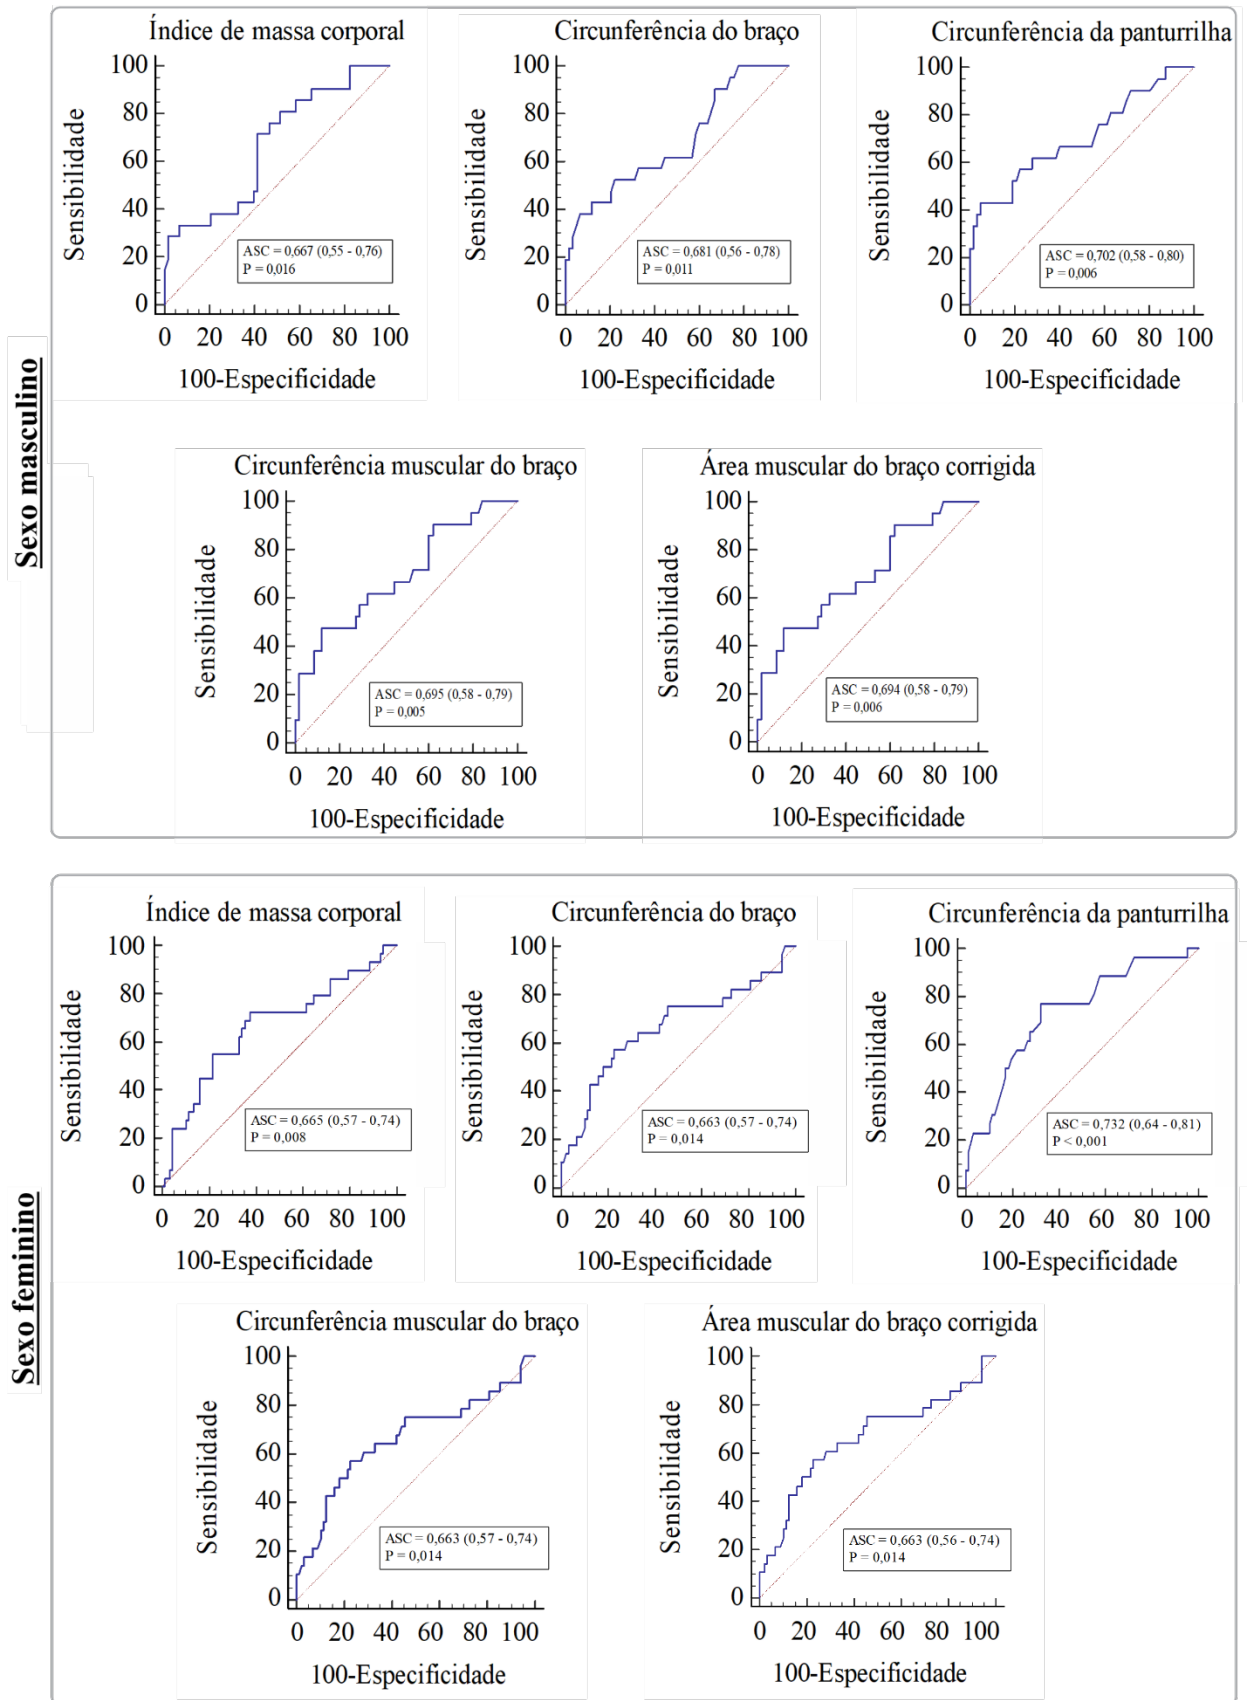 Sexo masculino
Índice de massa corporal
Sensibilidade
100
80
60
40
20
0
ASC = 0,667 (0,55 - 0,76)
P = 0,016
0 20 40 60 80 100
100-Especificidade
Circunferência do braço
Sensibilidade
100
80
60
40
20
0
ASC = 0,681 (0,56 - 0,78)
P = 0,011
0 20 40 60 80 100
100-Especificidade
Circunferência da panturrilha
Sensibilidade
100
80
60
40
20
0
ASC = 0,702 (0,58 - 0,80)
P = 0,006
0 20 40 60 80 100
100-Especificidade
Circunferência muscular do braço
Sensibilidade
100
80
60
40
20
0
ASC = 0,695 (0,58 - 0,79)
P = 0,005
0 20 40 60 80 100
100-Especificidade
Área muscular do braço corrigida
Sensibilidade
100
80
60
40
20
0
ASC = 0,694 (0,58 - 0,79)
P = 0,006
0 20 40 60 80 100
100-Especificidade
Sexo feminino
Índice de massa corporal
Sensibilidade
100
80
60
40
20
0
ASC = 0,665 (0,57 - 0,74)
P = 0,008
0 20 40 60 80 100
100-Especificidade
Circunferência do braço
Sensibilidade
100
80
60
40
20
0
ASC = 0,663 (0,57 - 0,74)
P = 0,014
0 20 40 60 80 100
100-Especificidade
Circunferência da panturrilha
Sensibilidade
100
80
60
40
20
0
ASC = 0,732 (0,64 - 0,81)
P < 0,001
0 20 40 60 80 100
100-Especificidade
Circunferência muscular do braço
Sensibilidade
100
80
60
40
20
0
ASC = 0,663 (0,57 - 0,74)
P = 0,014
0 20 40 60 80 100
100-Especificidade
Área muscular do braço corrigida
Sensibilidade
100
80
60
40
20
0
ASC = 0,663 (0,56 - 0,74)
P = 0,014
0 20 40 60 80 100
100-Especificidade